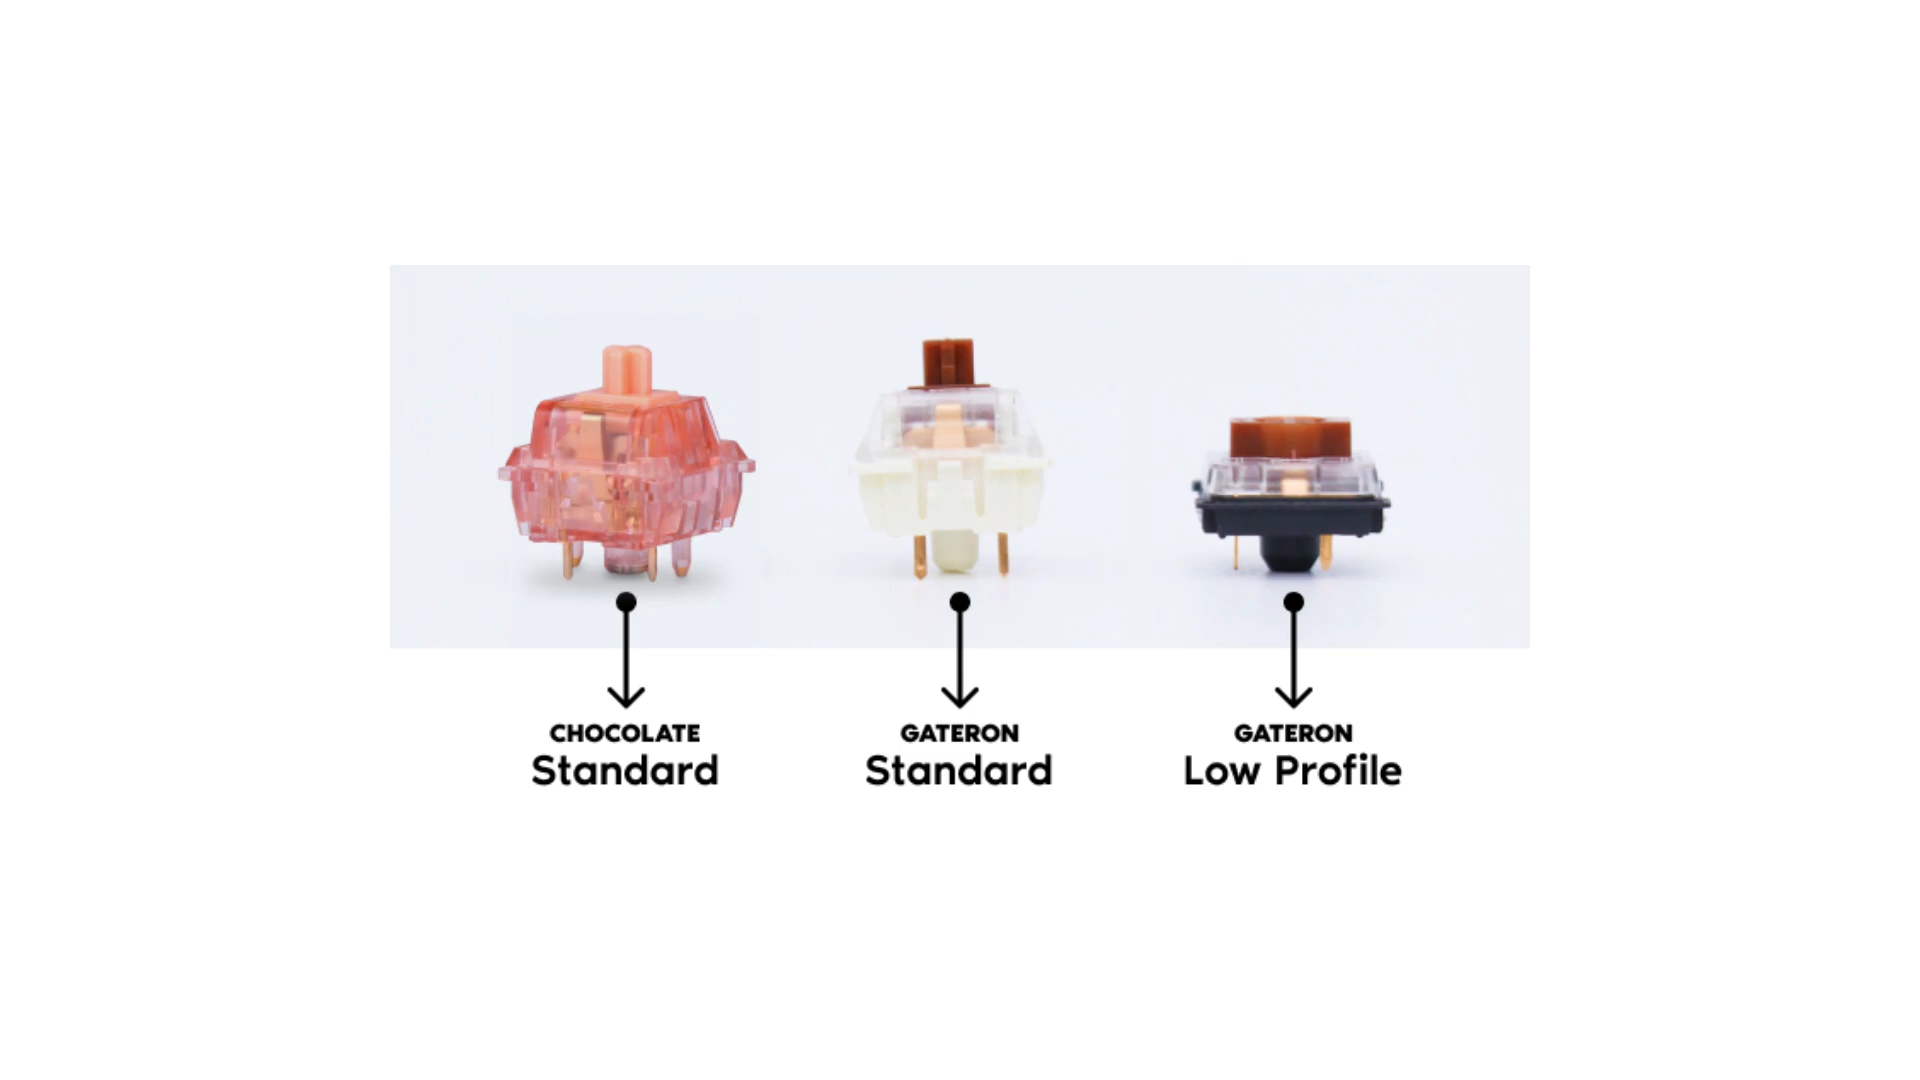 CHOCOLATE
Standard
GATERON
Standard
GATERON
Low Profile